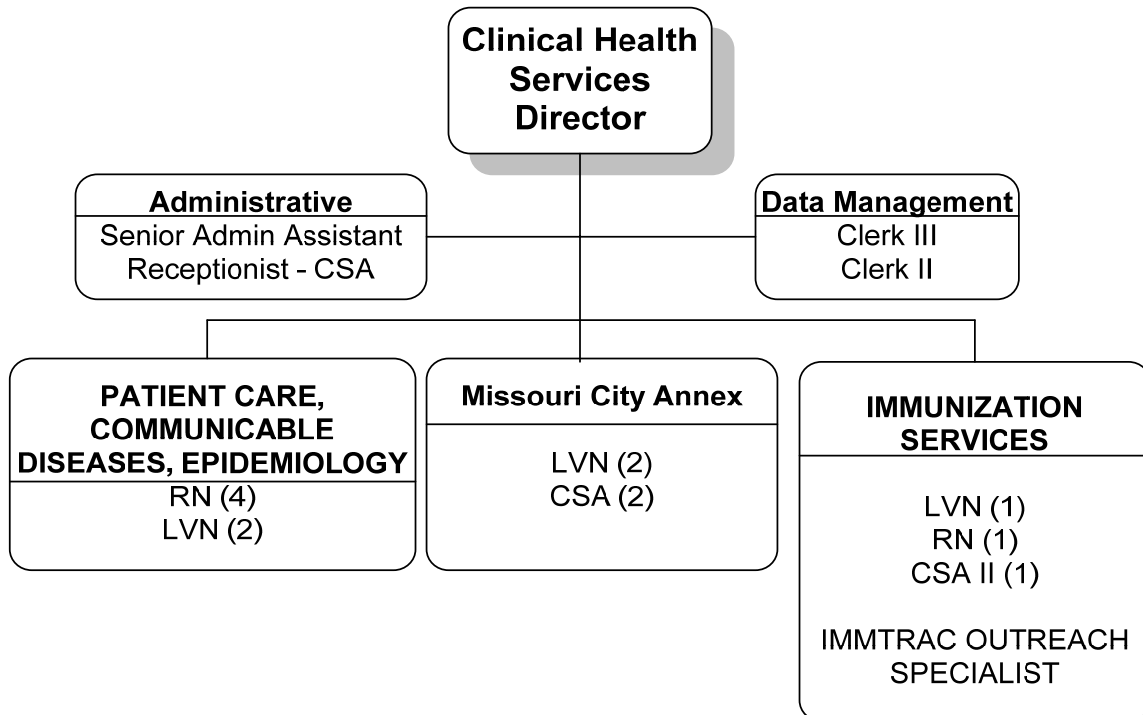 Clinical Health
Services
Director
Administrative
Senior Admin Assistant
Receptionist - CSA
Data Management
Clerk III
Clerk II
PATIENT CARE,
COMMUNICABLE
DISEASES, EPIDEMIOLOGY
RN (4)
LVN (2)
Missouri City Annex
LVN (2)
CSA (2)
IMMUNIZATION
SERVICES
LVN (1)
RN (1)
CSA II (1)
IMMTRAC OUTREACH
SPECIALIST